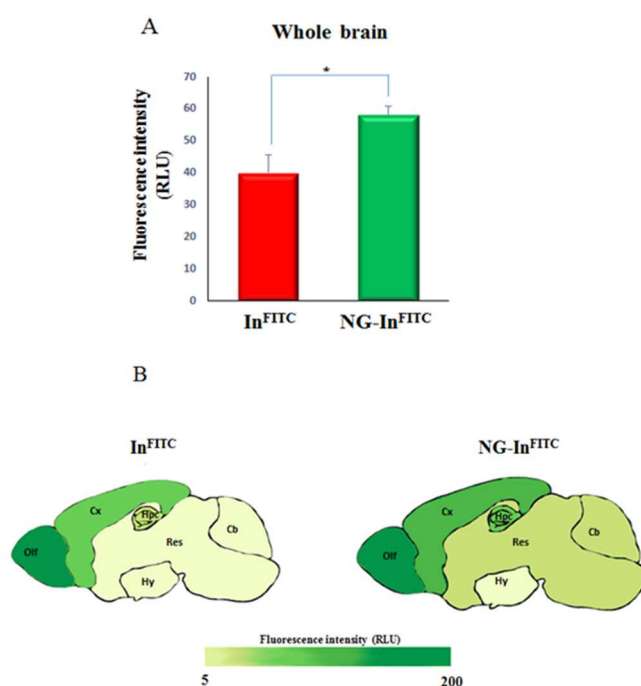 A
Whole brain
*
70
60
50
40
30
20
10
0
Fluorescence intensity
(RLU)
In^FITC NG-In^FITC
B
In^FITC NG-In^FITC
Cx
Hpc
Olf
Res
Cb
Hy
Cx
Hpc
Olf
Res
Cb
Hy
Fluorescence intensity (RLU)
5 200